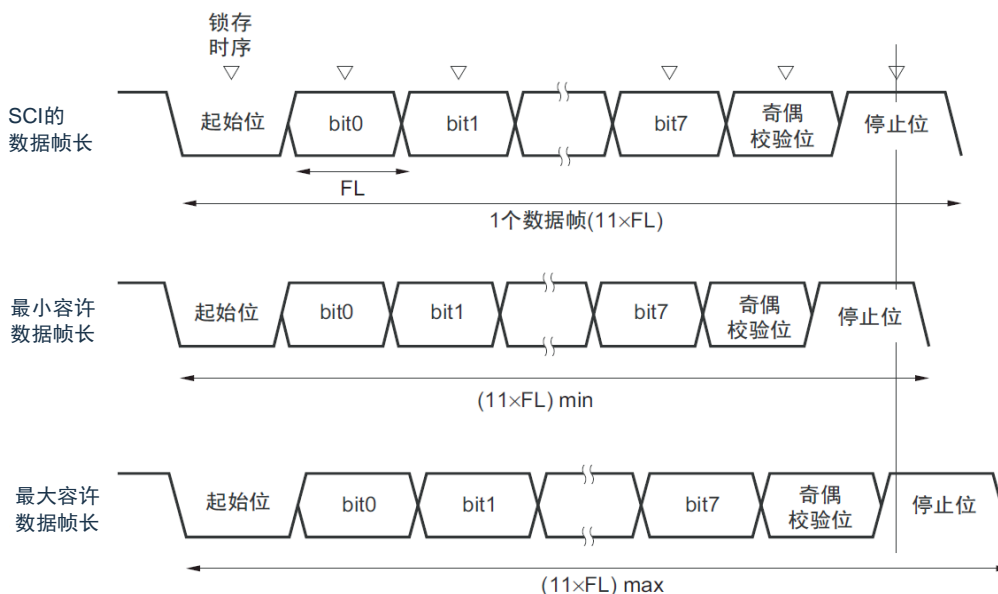 锁存
时序
SCI的
数据帧长
起始位
bit0
bit1
bit7
奇偶
校验位
停止位
FL
1个数据帧(11×FL)
最小容许
数据帧长
起始位
bit0
bit1
bit7
奇偶
校验位
停止位
(11×FL) min
最大容许
数据帧长
起始位
bit0
bit1
bit7
奇偶
校验位
停止位
(11×FL) max